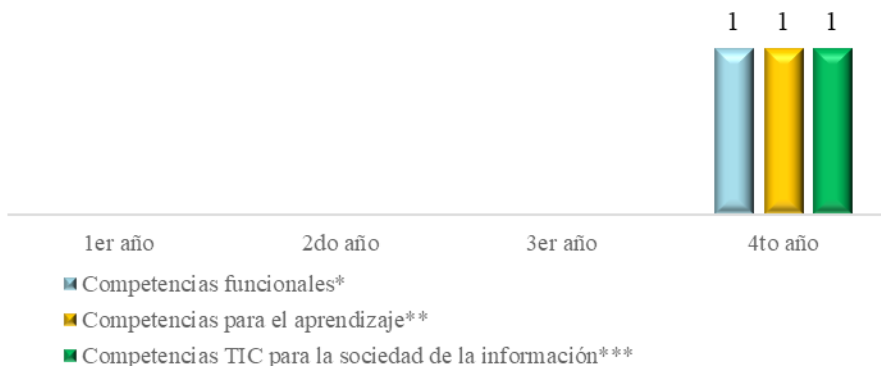 1 1 1
1er año 2do año 3er año 4to año
Competencias funcionales*
Competencias para el aprendizaje**
Competencias TIC para la sociedad de la información***